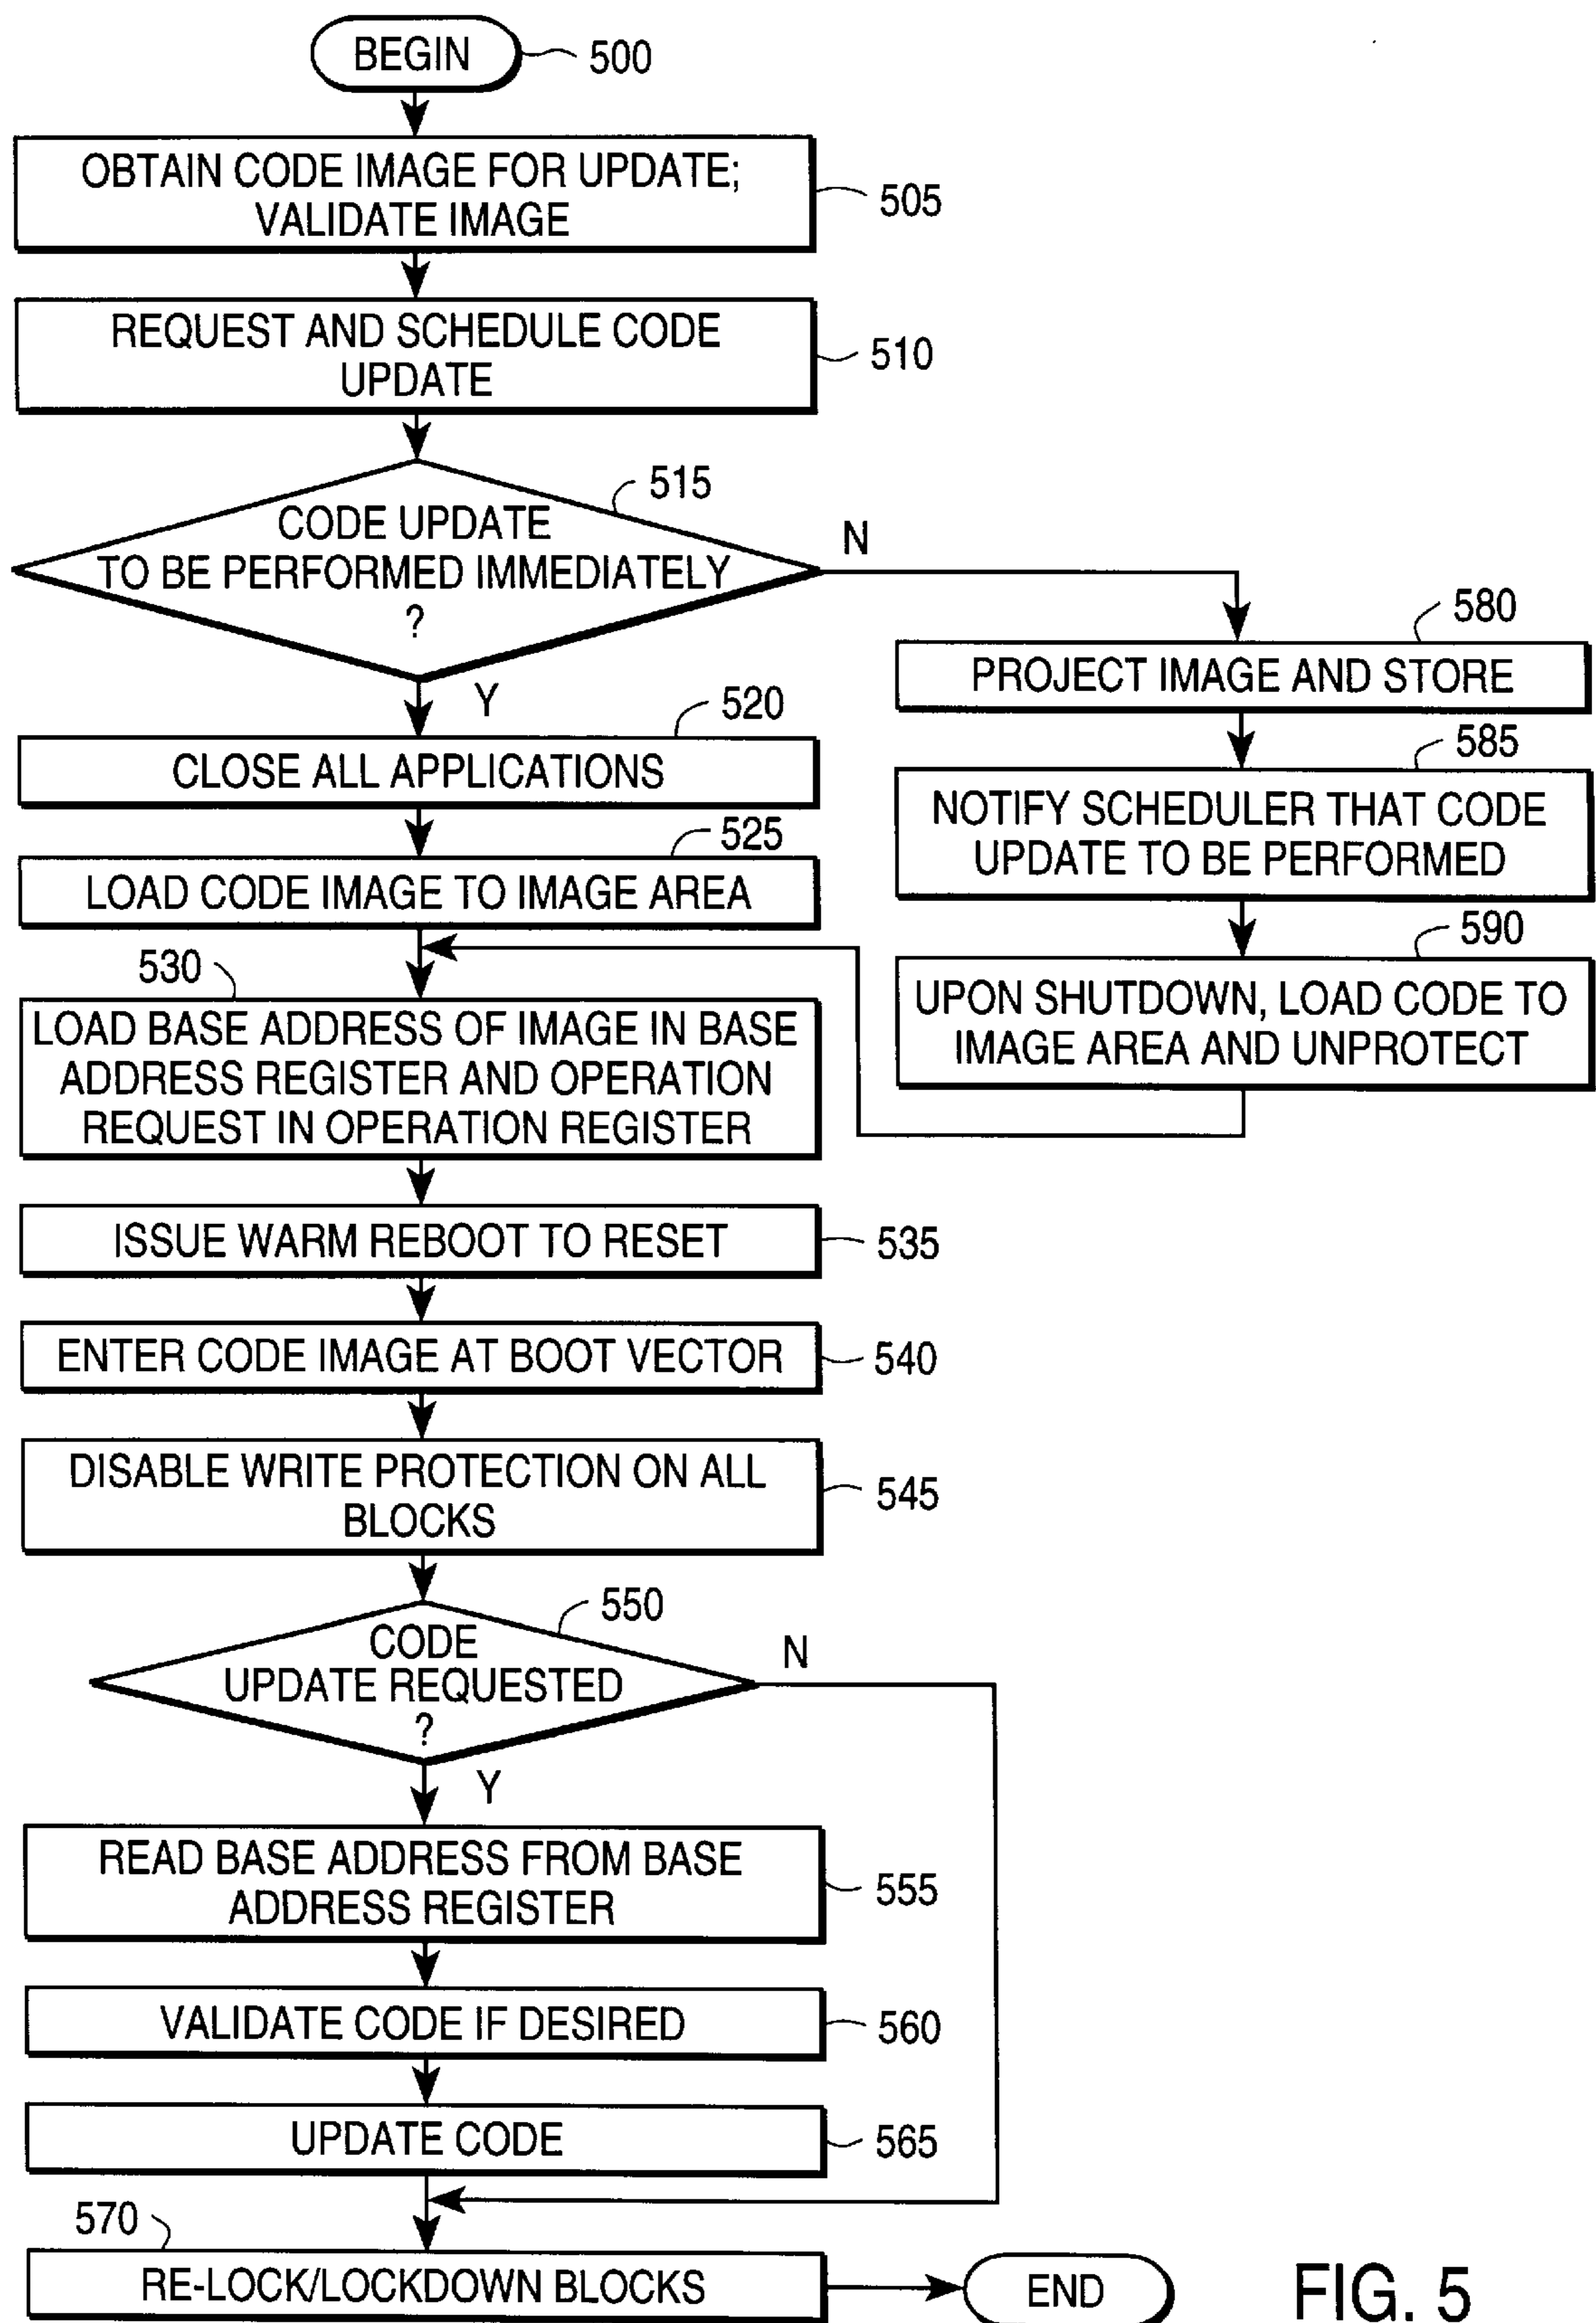 BEGIN
500
OBTAIN CODE IMAGE FOR UPDATE;
VALIDATE IMAGE
505
REQUEST AND SCHEDULE CODE
UPDATE
510
515
CODE UPDATE
TO BE PERFORMED IMMEDIATELY
?
N
Y
580
PROJECT IMAGE AND STORE
585
NOTIFY SCHEDULER THAT CODE
UPDATE TO BE PERFORMED
590
UPON SHUTDOWN, LOAD CODE TO
IMAGE AREA AND UNPROTECT
520
CLOSE ALL APPLICATIONS
525
LOAD CODE IMAGE TO IMAGE AREA
530
LOAD BASE ADDRESS OF IMAGE IN BASE
ADDRESS REGISTER AND OPERATION
REQUEST IN OPERATION REGISTER
ISSUE WARM REBOOT TO RESET
535
ENTER CODE IMAGE AT BOOT VECTOR
540
DISABLE WRITE PROTECTION ON ALL
BLOCKS
545
550
CODE
UPDATE REQUESTED
?
N
Y
READ BASE ADDRESS FROM BASE
ADDRESS REGISTER
555
VALIDATE CODE IF DESIRED
560
UPDATE CODE
565
570
RE-LOCK/LOCKDOWN BLOCKS
END
FIG. 5